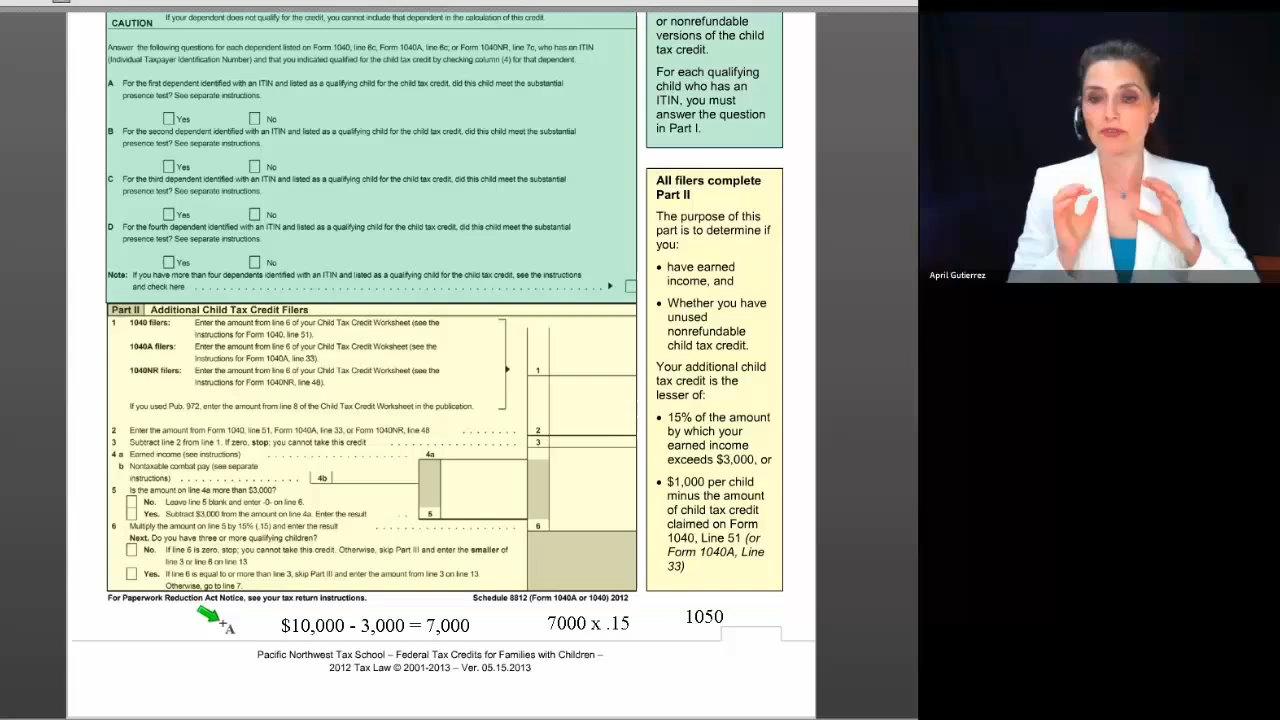 If your dependent does not qualify for the credit, you cannot include that dependent in the calculation of this credit.
CAUTION
Answer the following questions for each dependent listed on Form 1040, line 6c, Form 1040A, line 6c; or Form 1040NR, line 7c, who has an ITIN
(Individual Taxpayer Identification Number) and that you indicated qualified for the child tax credit by checking column (4) for that dependent.
A For the first dependent identified with an ITIN and listed as a qualifying child for the child tax credit, did this child meet the substantial
presence test? See separate instructions.
Yes No
B For the second dependent identified with an ITIN and listed as a qualifying child for the child tax credit, did this child meet the substantial
presence test? See separate instructions.
Yes No
C For the third dependent identified with an ITIN and listed as a qualifying child for the child tax credit, did this child meet the substantial
presence test? See separate instructions.
Yes No
D For the fourth dependent identified with an ITIN and listed as a qualifying child for the child tax credit, did this child meet the substantial
presence test? See separate instructions.
Yes No
Note: If you have more than four dependents identified with an ITIN and listed as a qualifying child for the child tax credit, see the instructions
and check here
Part II Additional Child Tax Credit Filers
1 1040 filers: Enter the amount from line 6 of your Child Tax Credit Worksheet (see the
Instructions for Form 1040, line 51).
1040A filers: Enter the amount from line 6 of your Child Tax Credit Woksheet (see the
Instructions for Form 1040A, line 33).
1040NR filers: Enter the amount from line 6 of your Child Tax Credit Worksheet (see the
Instructions for Form 1040NR, line 48).
1
If you used Pub. 972, enter the amount from line 8 of the Child Tax Credit Worksheet in the publication.
2 Enter the amount from Form 1040, line 51, Form 1040A, line 33, or Form 1040NR, line 48 2
3 Subtract line 2 from line 1. If zero, stop; you cannot take this credit 3
4 a Earned income (see instructions) 4a
b Nontaxable combat pay (see separate
instructions) 4b
5 Is the amount on line 4a more than $3,000?
No. Leave line 5 blank and enter -0- on line 6.
Yes. Subtract $3,000 from the amount on line 4a. Enter the result 5
6 Multiply the amount on line 5 by 15% (.15) and enter the result 6
Next. Do you have three or more qualifying children?
No. If line 6 is zero, stop; you cannot take this credit. Otherwise, skip Part III and enter the smaller of
line 3 or line 6 on line 13.
Yes. If line 6 is equal to or more than line 3, skip Part III and enter the amount from line 3 on line 13.
Otherwise, go to line 7.
For Paperwork Reduction Act Notice, see your tax return instructions. Schedule 8812 (Form 1040A or 1040) 2012
A
$10,000 - 3,000 = 7,000 7000 x .15 1050
Pacific Northwest Tax School – Federal Tax Credits for Families with Children –
2012 Tax Law © 2001-2013 – Ver. 05.15.2013
or nonrefundable
versions of the child
tax credit.
For each qualifying
child who has an
ITIN, you must
answer the question
in Part I.
All filers complete
Part II
The purpose of this
part is to determine if
you:
• have earned
income, and
• Whether you have
unused
nonrefundable
child tax credit.
Your additional child
tax credit is the
lesser of:
• 15% of the amount
by which your
earned income
exceeds $3,000, or
• $1,000 per child
minus the amount
of child tax credit
claimed on Form
1040, Line 51 (or
Form 1040A, Line
33)
April Gutierrez